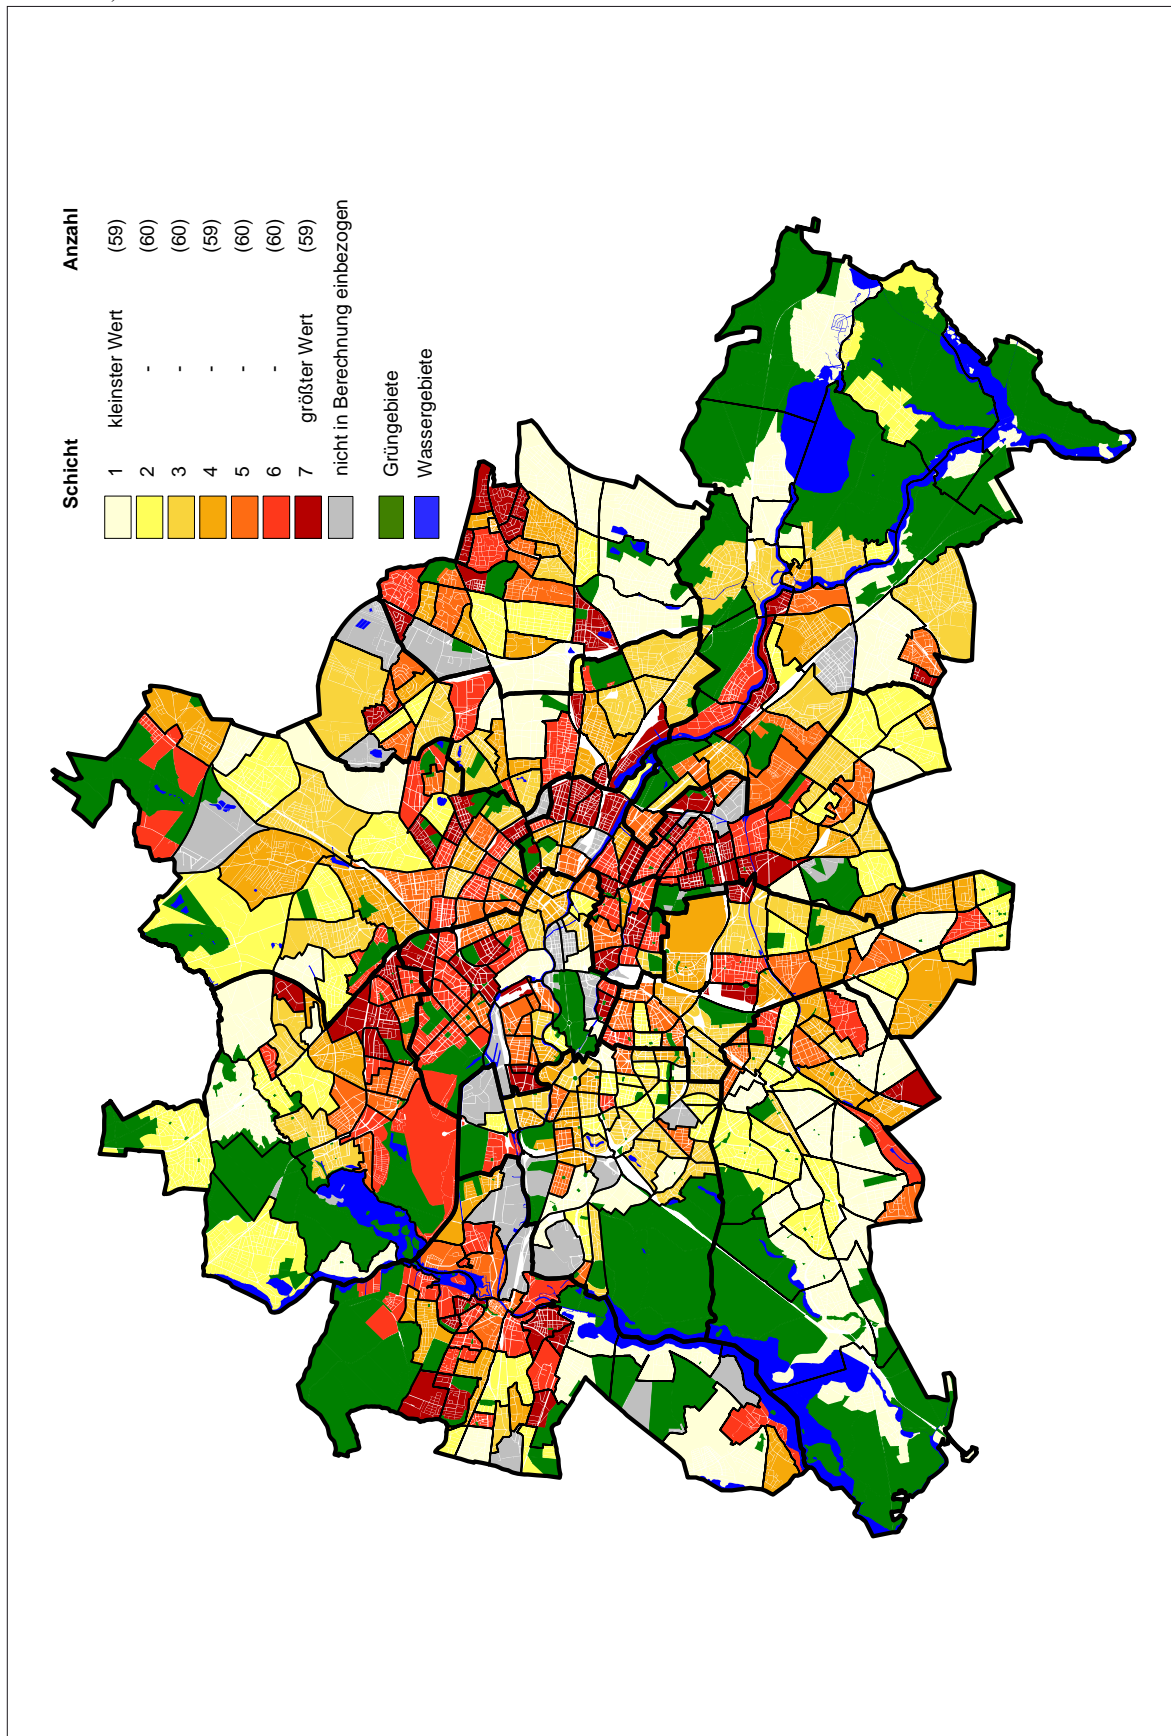 Schicht Anzahl
1 kleinster Wert (59)
2 - (60)
3 - (60)
4 - (59)
5 - (60)
6 - (60)
7 größter Wert (59)
nicht in Berechnung einbezogen
Grüngebiete
Wassergebiete